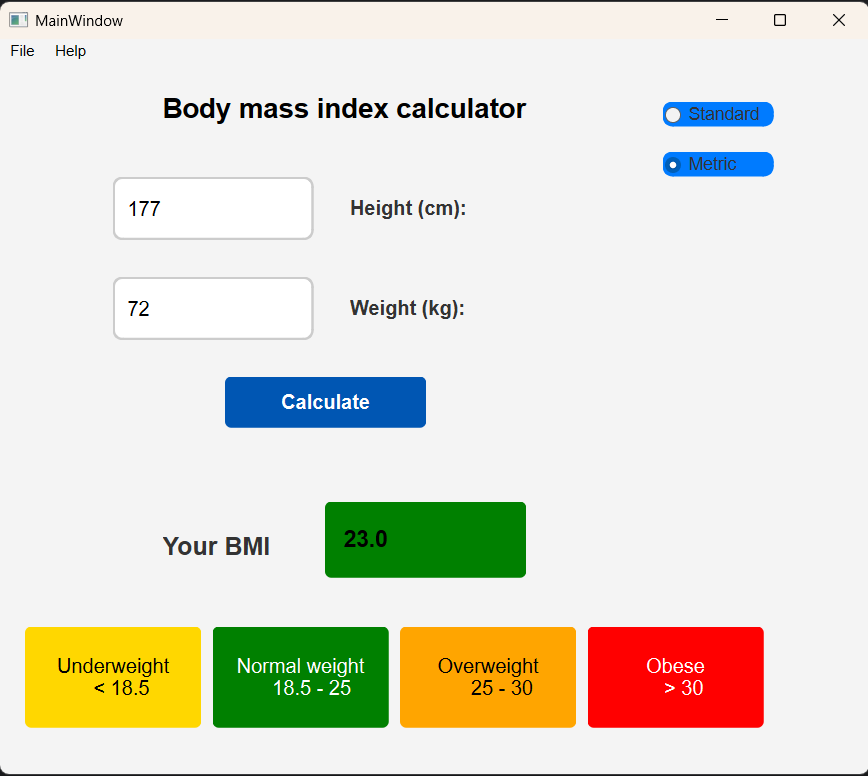 MainWindow
File Help
Body mass index calculator
Standard
Metric
177 Height (cm):
72 Weight (kg):
Calculate
Your BMI 23.0
Underweight
< 18.5
Normal weight
18.5 - 25
Overweight
25 - 30
Obese
> 30